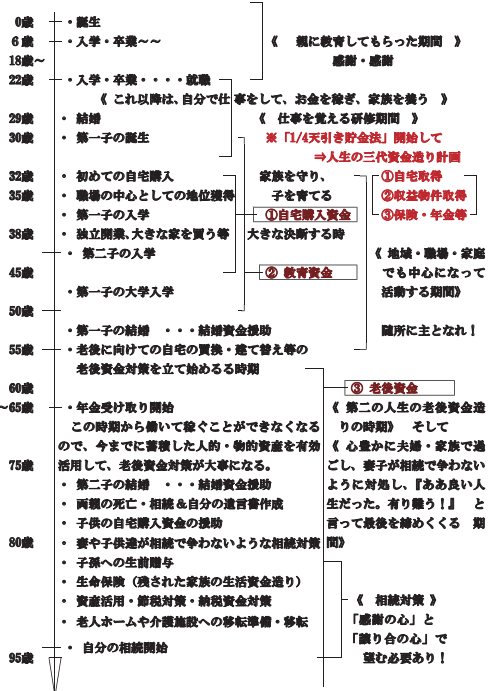 0歳 ・誕生
6歳 ・入学・卒業～～ 《 親に教育してもらった期間 》
18歳～ 感謝・感謝
22歳 ・入学・卒業・・・・就職
《 これ以降は、自分で仕事をして、お金を稼ぎ、家族を養う 》
29歳 ・ 結婚 《 仕事を覚える研修期間 》
30歳 ・ 第一子の誕生 ※「1/4天引き貯金法」開始して
⇒人生の三代資金造り計画
32歳 ・ 初めての自宅購入 家族を守り、 ①自宅取得
35歳 ・ 職場の中心としての地位獲得 子を育てる ②収益物件取得
・ 第一子の入学 ①自宅購入資金 ③保険・年金等
38歳 ・ 独立開業、大きな家を買う等 大きな決断する時
・ 第二子の入学 《 地域・職場・家庭
45歳 ② 教育資金 でも中心になって
・第一子の大学入学 活動する期間》
50歳
・第一子の結婚 ・・・結婚資金援助 随所に主となれ！
55歳 ・老後に向けての自宅の買換・建て替え等の
老後資金対策を立て始めるる時期
60歳 ③ 老後資金
～65歳 ・年金受け取り開始 《 第二の人生の老後資金造
この時期から働いて稼ぐことができなくなる りの時期》 そして
ので、今までに蓄積した人的・物的資産を有効 《 心豊かに夫婦・家族で過
75歳 活用して、老後資金対策が大事になる。 ごし、妻子が相続で争わない
・ 第二子の結婚 ・・・結婚資金援助 ように対処し、『ああ良い人
・ 両親の死亡・相続&自分の遺言書作成 生だった。有り難う！』 と
・ 子供の自宅購入資金の援助 言って最後を締めくくる 期
80歳 ・ 妻や子供達が相続で争わないような相続対策 間》
・ 子孫への生前贈与
・ 生命保険（残された家族の生活資金造り）
・ 資産活用・節税対策・納税資金対策 《 相続対策 》
・ 老人ホームや介護施設への移転準備・移転 「感謝の心」と
・ 自分の相続開始 「譲り合の心」で
95歳 望む必要あり！